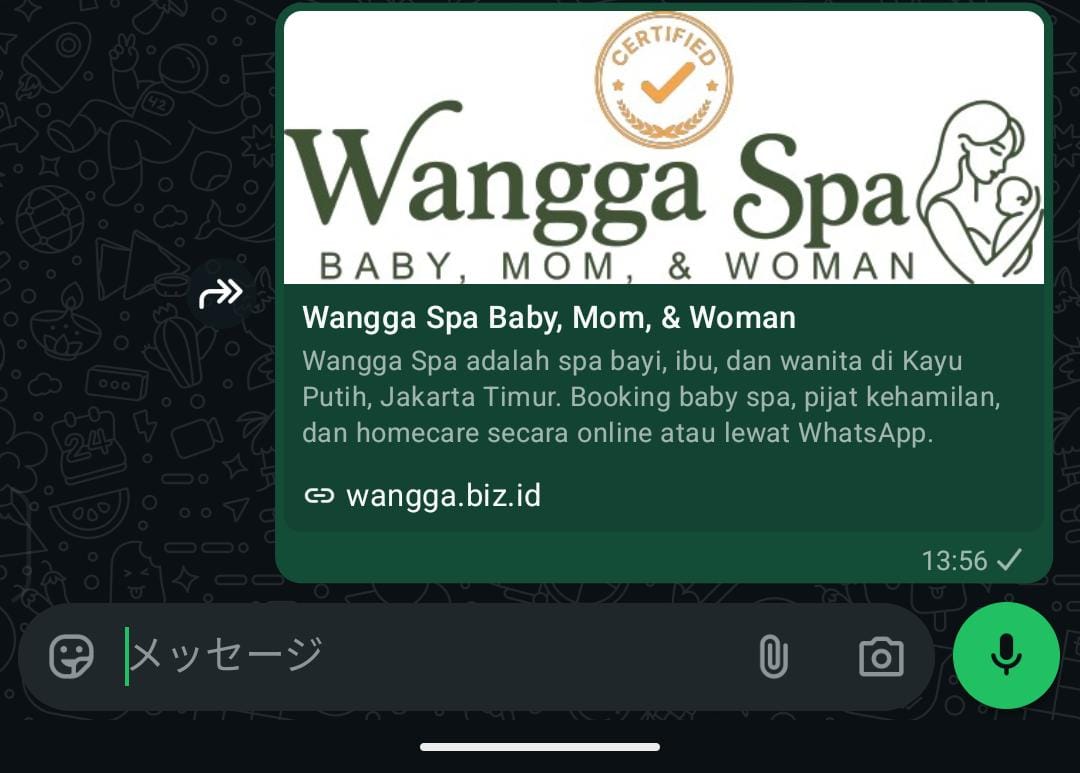 CERTIFIED
Wangga Spa
BABY, MOM, & WOMAN
Wangga Spa Baby, Mom, & Woman
Wangga Spa adalah spa bayi, ibu, dan wanita di Kayu
Putih, Jakarta Timur. Booking baby spa, pijat kehamilan,
dan homecare secara online atau lewat WhatsApp.
wangga.biz.id
13:56
メッセージ
24
42